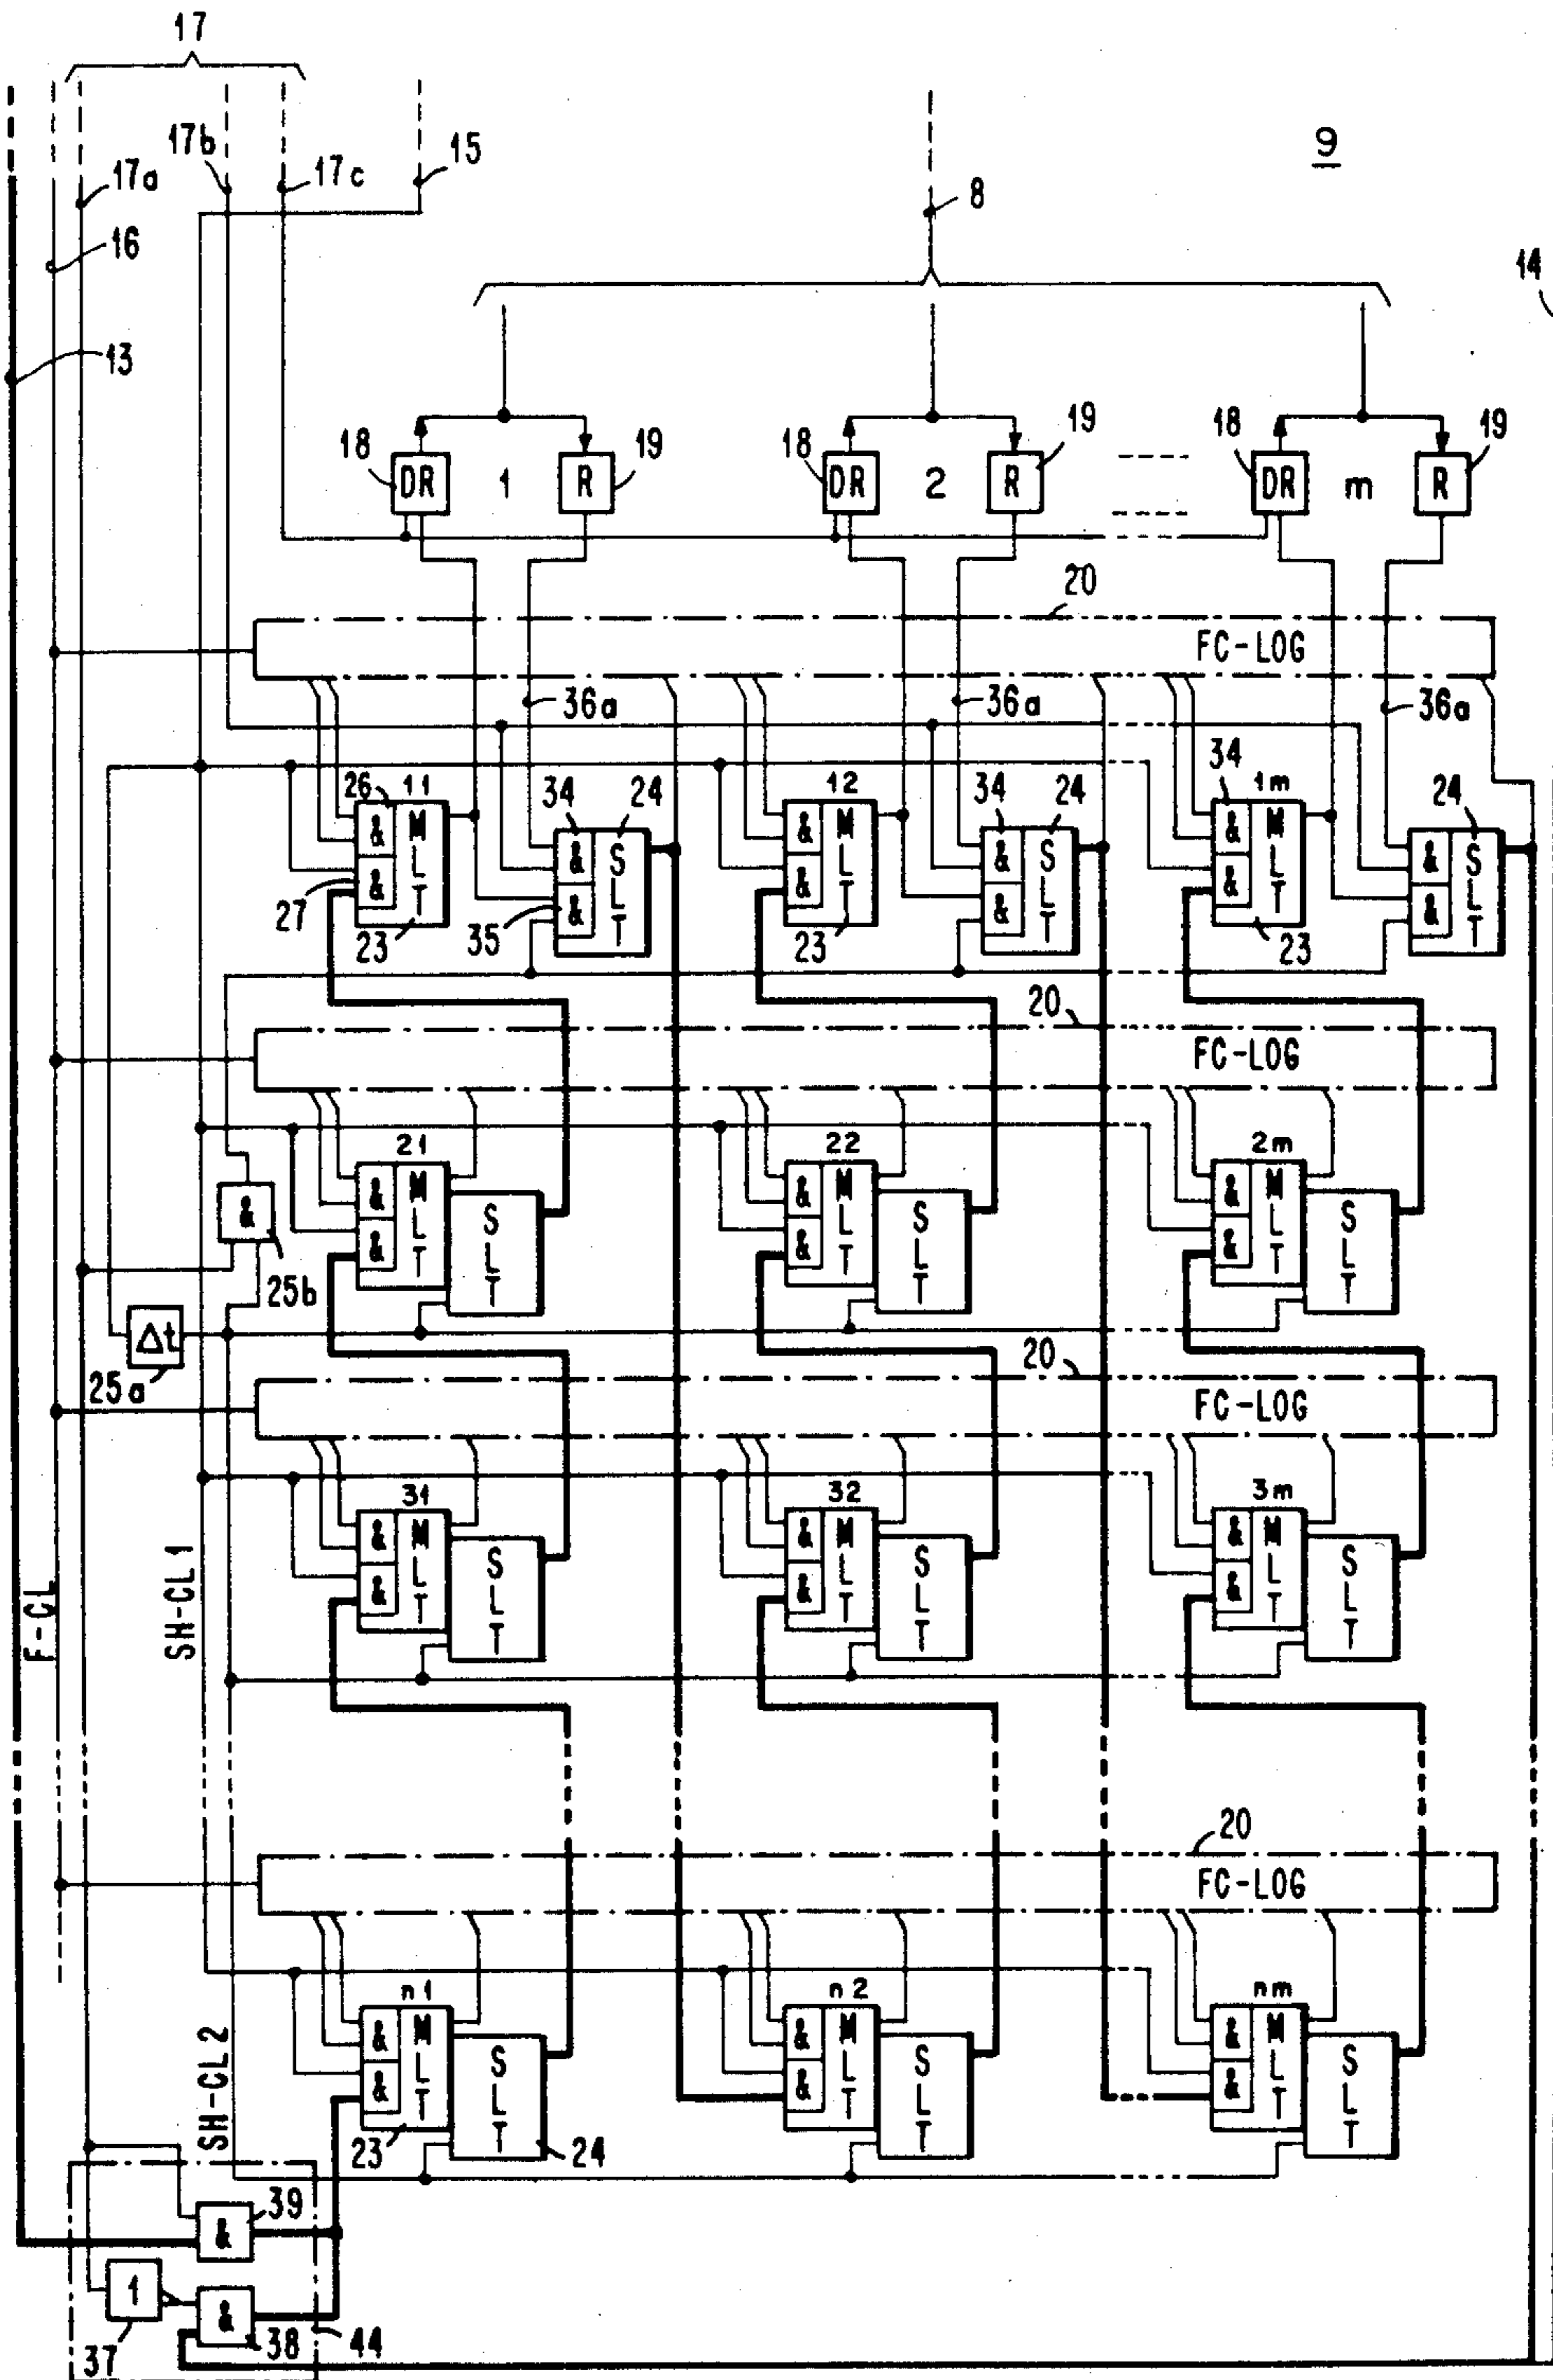 17
17b
17a
17c
15
9
8
16
14
13
18
DR
1
R
19
18
DR
2
R
19
18
DR
m
R
19
20
FC-LOG
36a
36a
36a
26
11
34
24
12
34
24
34
1m
24
&
M
L
T
&
&
S
L
T
&
&
M
L
T
&
&
S
L
T
&
&
M
L
T
&
&
S
L
T
&
27
23
35
23
23
20
FC-LOG
21
22
2m
&
M
L
T
&
S
L
T
&
M
L
T
&
S
L
T
&
M
L
T
&
S
L
T
&
25b
Δt
25a
20
FC-LOG
31
32
3m
&
M
L
T
&
S
L
T
&
M
L
T
&
S
L
T
&
M
L
T
&
S
L
T
F-CL
SH-CL1
20
FC-LOG
n1
n2
nm
&
M
L
T
&
S
L
T
&
M
L
T
&
S
L
T
&
M
L
T
&
S
L
T
SH-CL2
23
24
&
39
1
&
37
38
44